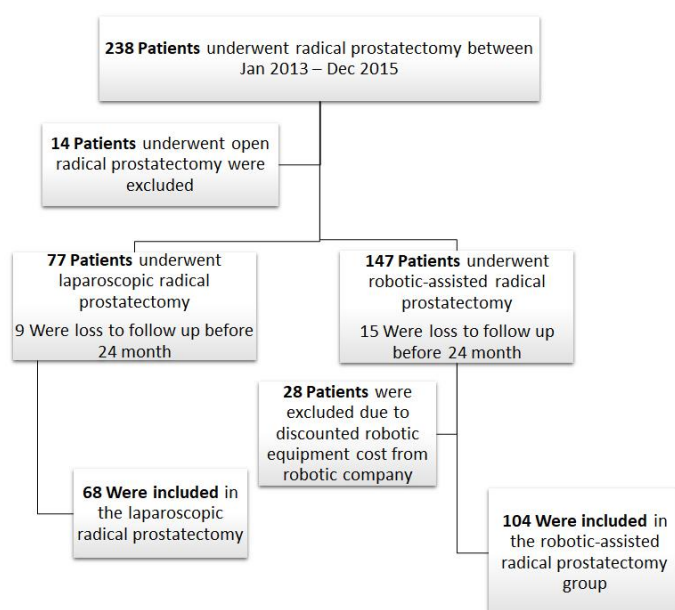 238 Patients underwent radical prostatectomy between
Jan 2013 – Dec 2015
14 Patients underwent open
radical prostatectomy were
excluded
77 Patients underwent
laparoscopic radical
prostatectomy
9 Were loss to follow up before
24 month
147 Patients underwent
robotic-assisted radical
prostatectomy
15 Were loss to follow up
before 24 month
28 Patients were
excluded due to
discounted robotic
equipment cost from
robotic company
68 Were included in
the laparoscopic
radical prostatectomy
104 Were included in
the robotic-assisted
radical prostatectomy
group